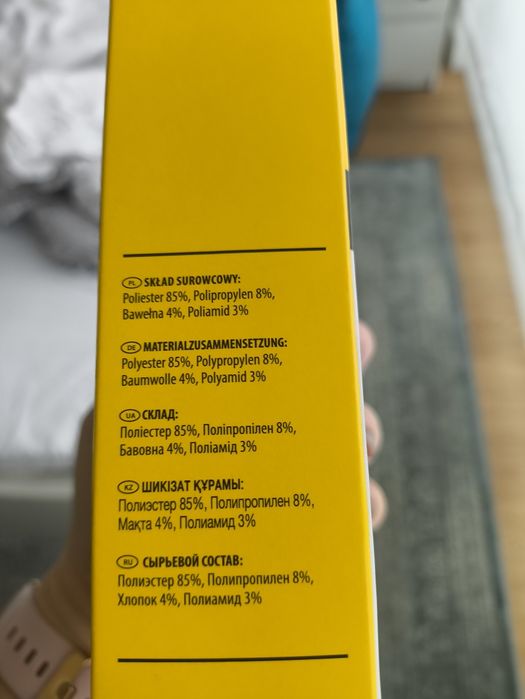 PL SKŁAD SUROWCOWY:
Poliester 85%, Polipropylen 8%,
Bawełna 4%, Poliamid 3%
DE MATERIALZUSAMMENSETZUNG:
Polyester 85%, Polypropylen 8%,
Baumwolle 4%, Polyamid 3%
UA СКЛАД:
Поліестер 85%, Поліпропілен 8%,
Бавовна 4%, Поліамід 3%
KZ ШИКІЗАТ ҚҰРАМЫ:
Полиэстер 85%, Полипропилен 8%,
Мақта 4%, Полиамид 3%
RU СЫРЬЕВОЙ СОСТАВ:
Полиэстер 85%, Полипропилен 8%,
Хлопок 4%, Полиамид 3%